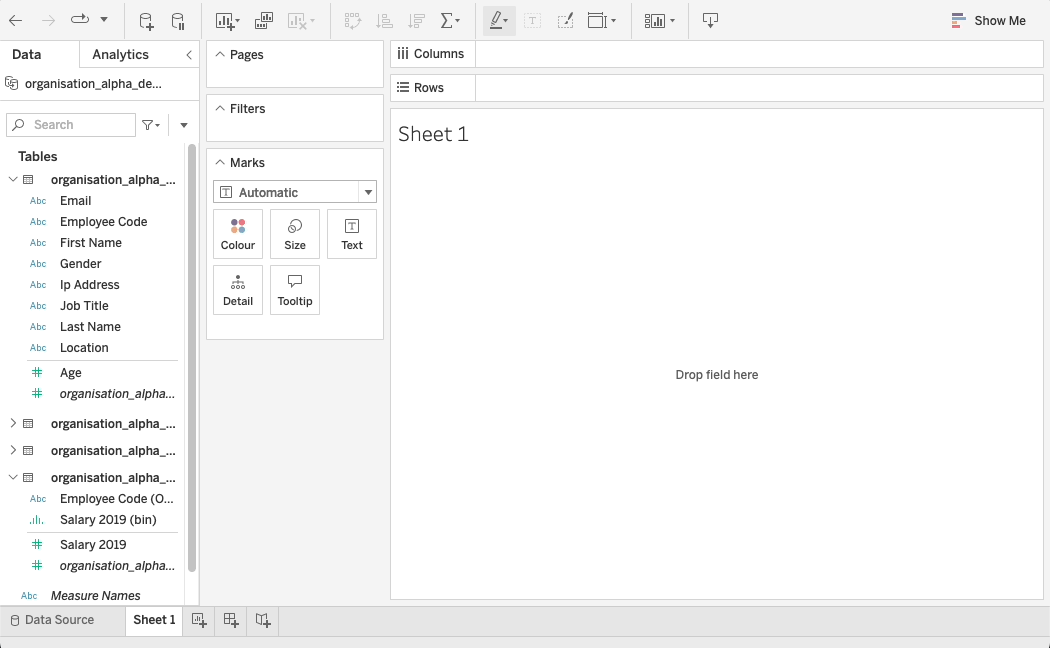 Show Me
Data
Analytics
Pages
Columns
organisation_alpha_de...
Rows
Search
Filters
Tables
Sheet 1
organisation_alpha_...
Marks
Abc Email
T Automatic
Abc Employee Code
Abc First Name
Colour
Size
T Text
Abc Gender
Abc Ip Address
Detail
Tooltip
Abc Job Title
Abc Last Name
Abc Location
Age
organisation_alpha...
Drop field here
organisation_alpha_...
organisation_alpha_...
organisation_alpha_...
Abc Employee Code (O...
Salary 2019 (bin)
Salary 2019
organisation_alpha...
Abc Measure Names
Data Source
Sheet 1